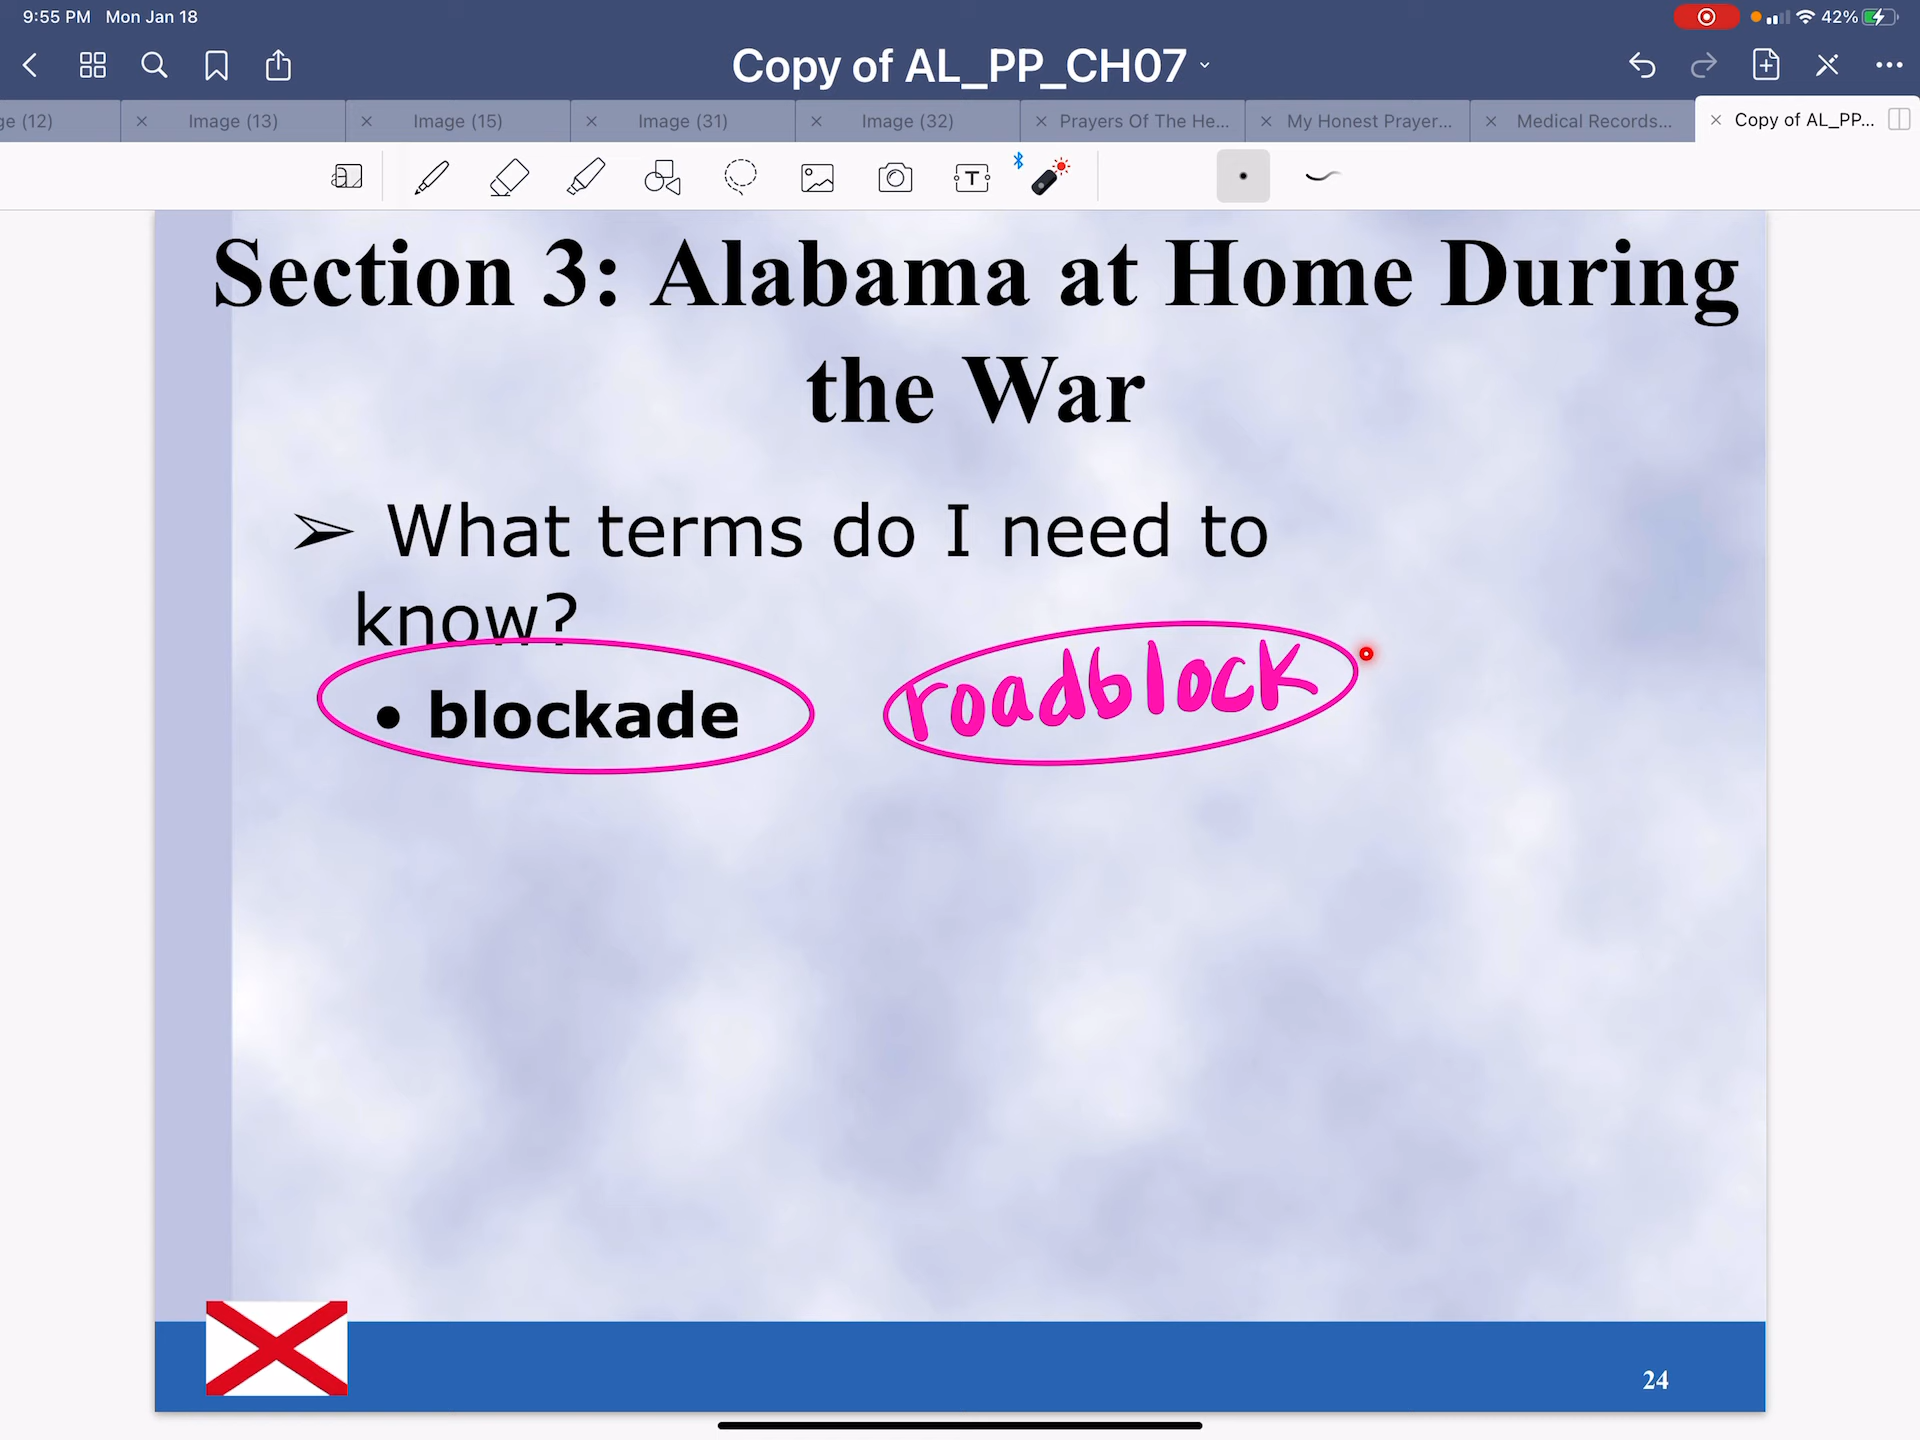 9:55 PM Mon Jan 18
42%
Copy of AL_PP_CH07
ge (12)
Image (13)
Image (15)
Image (31)
Image (32)
Prayers Of The He...
My Honest Prayer...
Medical Records...
Copy of AL_PP...
Section 3: Alabama at Home During
the War
➢ What terms do I need to
know?
• blockade
roadblock
24